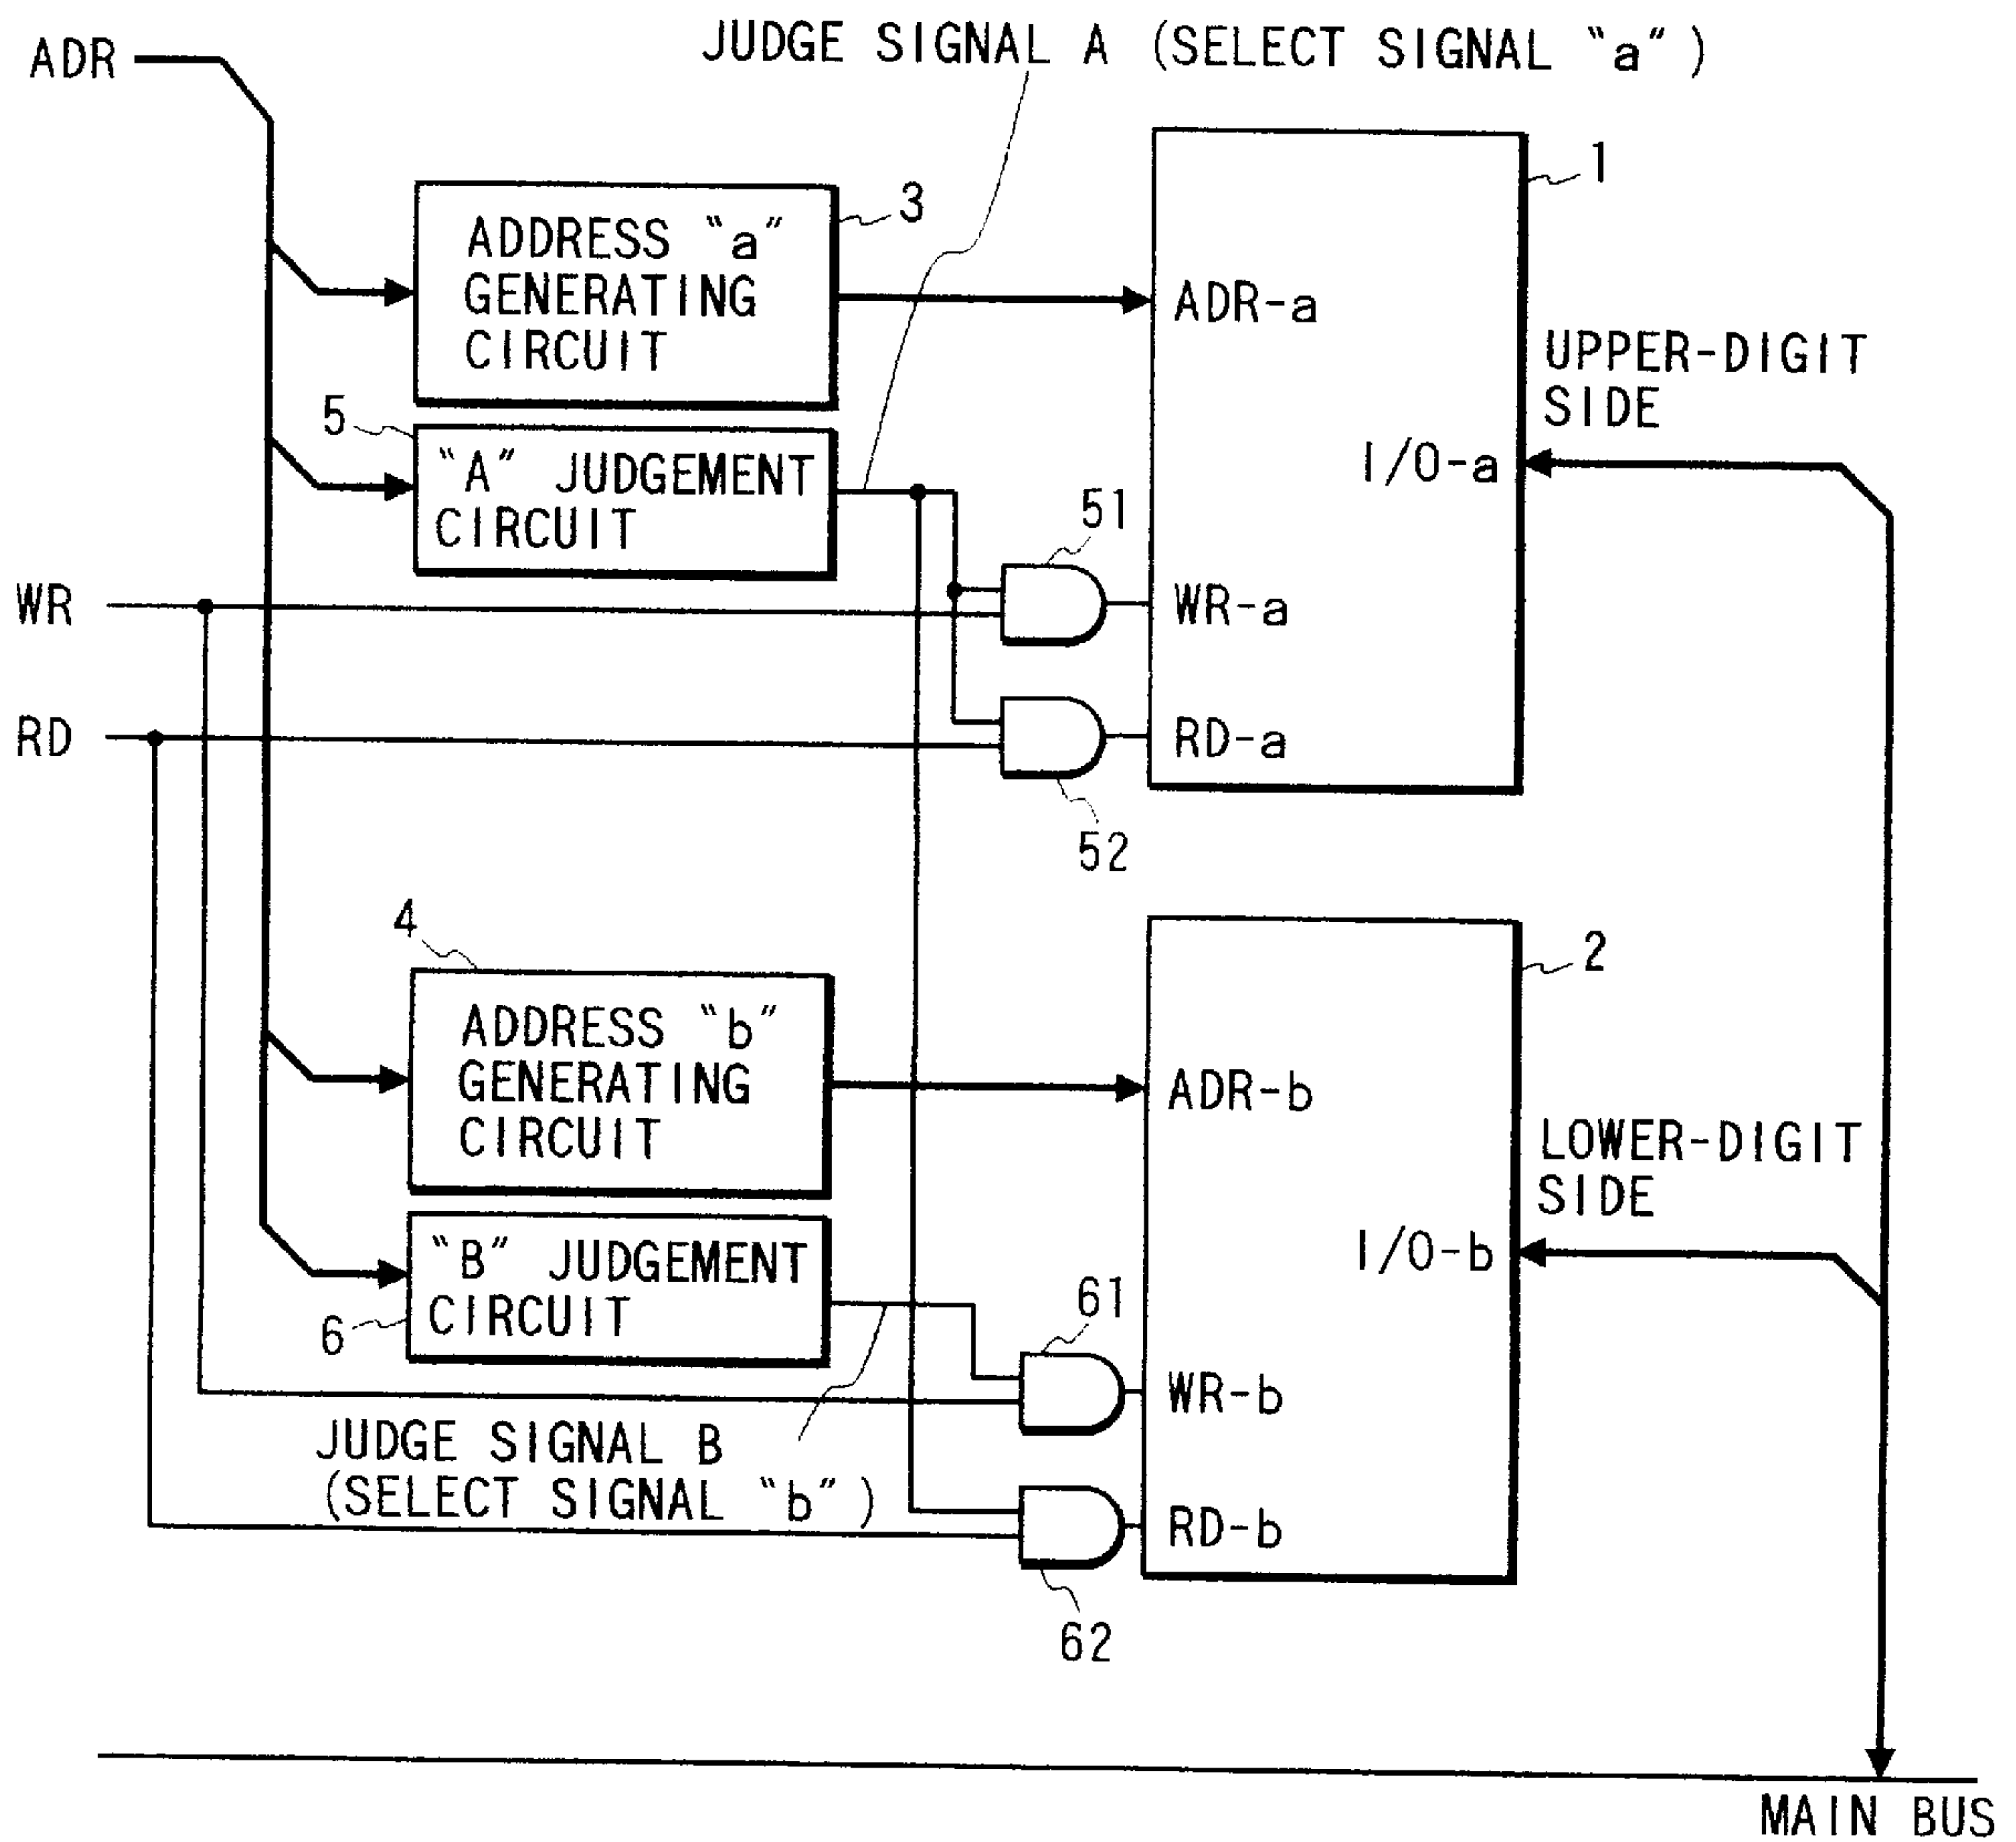 JUDGE SIGNAL A (SELECT SIGNAL "a")
ADR
1
3
ADDRESS "a"
GENERATING
CIRCUIT
ADR-a
UPPER-DIGIT
SIDE
5
"A" JUDGEMENT
CIRCUIT
I/O-a
51
WR
WR-a
RD
RD-a
52
4
2
ADDRESS "b"
GENERATING
CIRCUIT
ADR-b
LOWER-DIGIT
SIDE
"B" JUDGEMENT
CIRCUIT
I/O-b
6
61
WR-b
JUDGE SIGNAL B
(SELECT SIGNAL "b")
RD-b
62
MAIN BUS